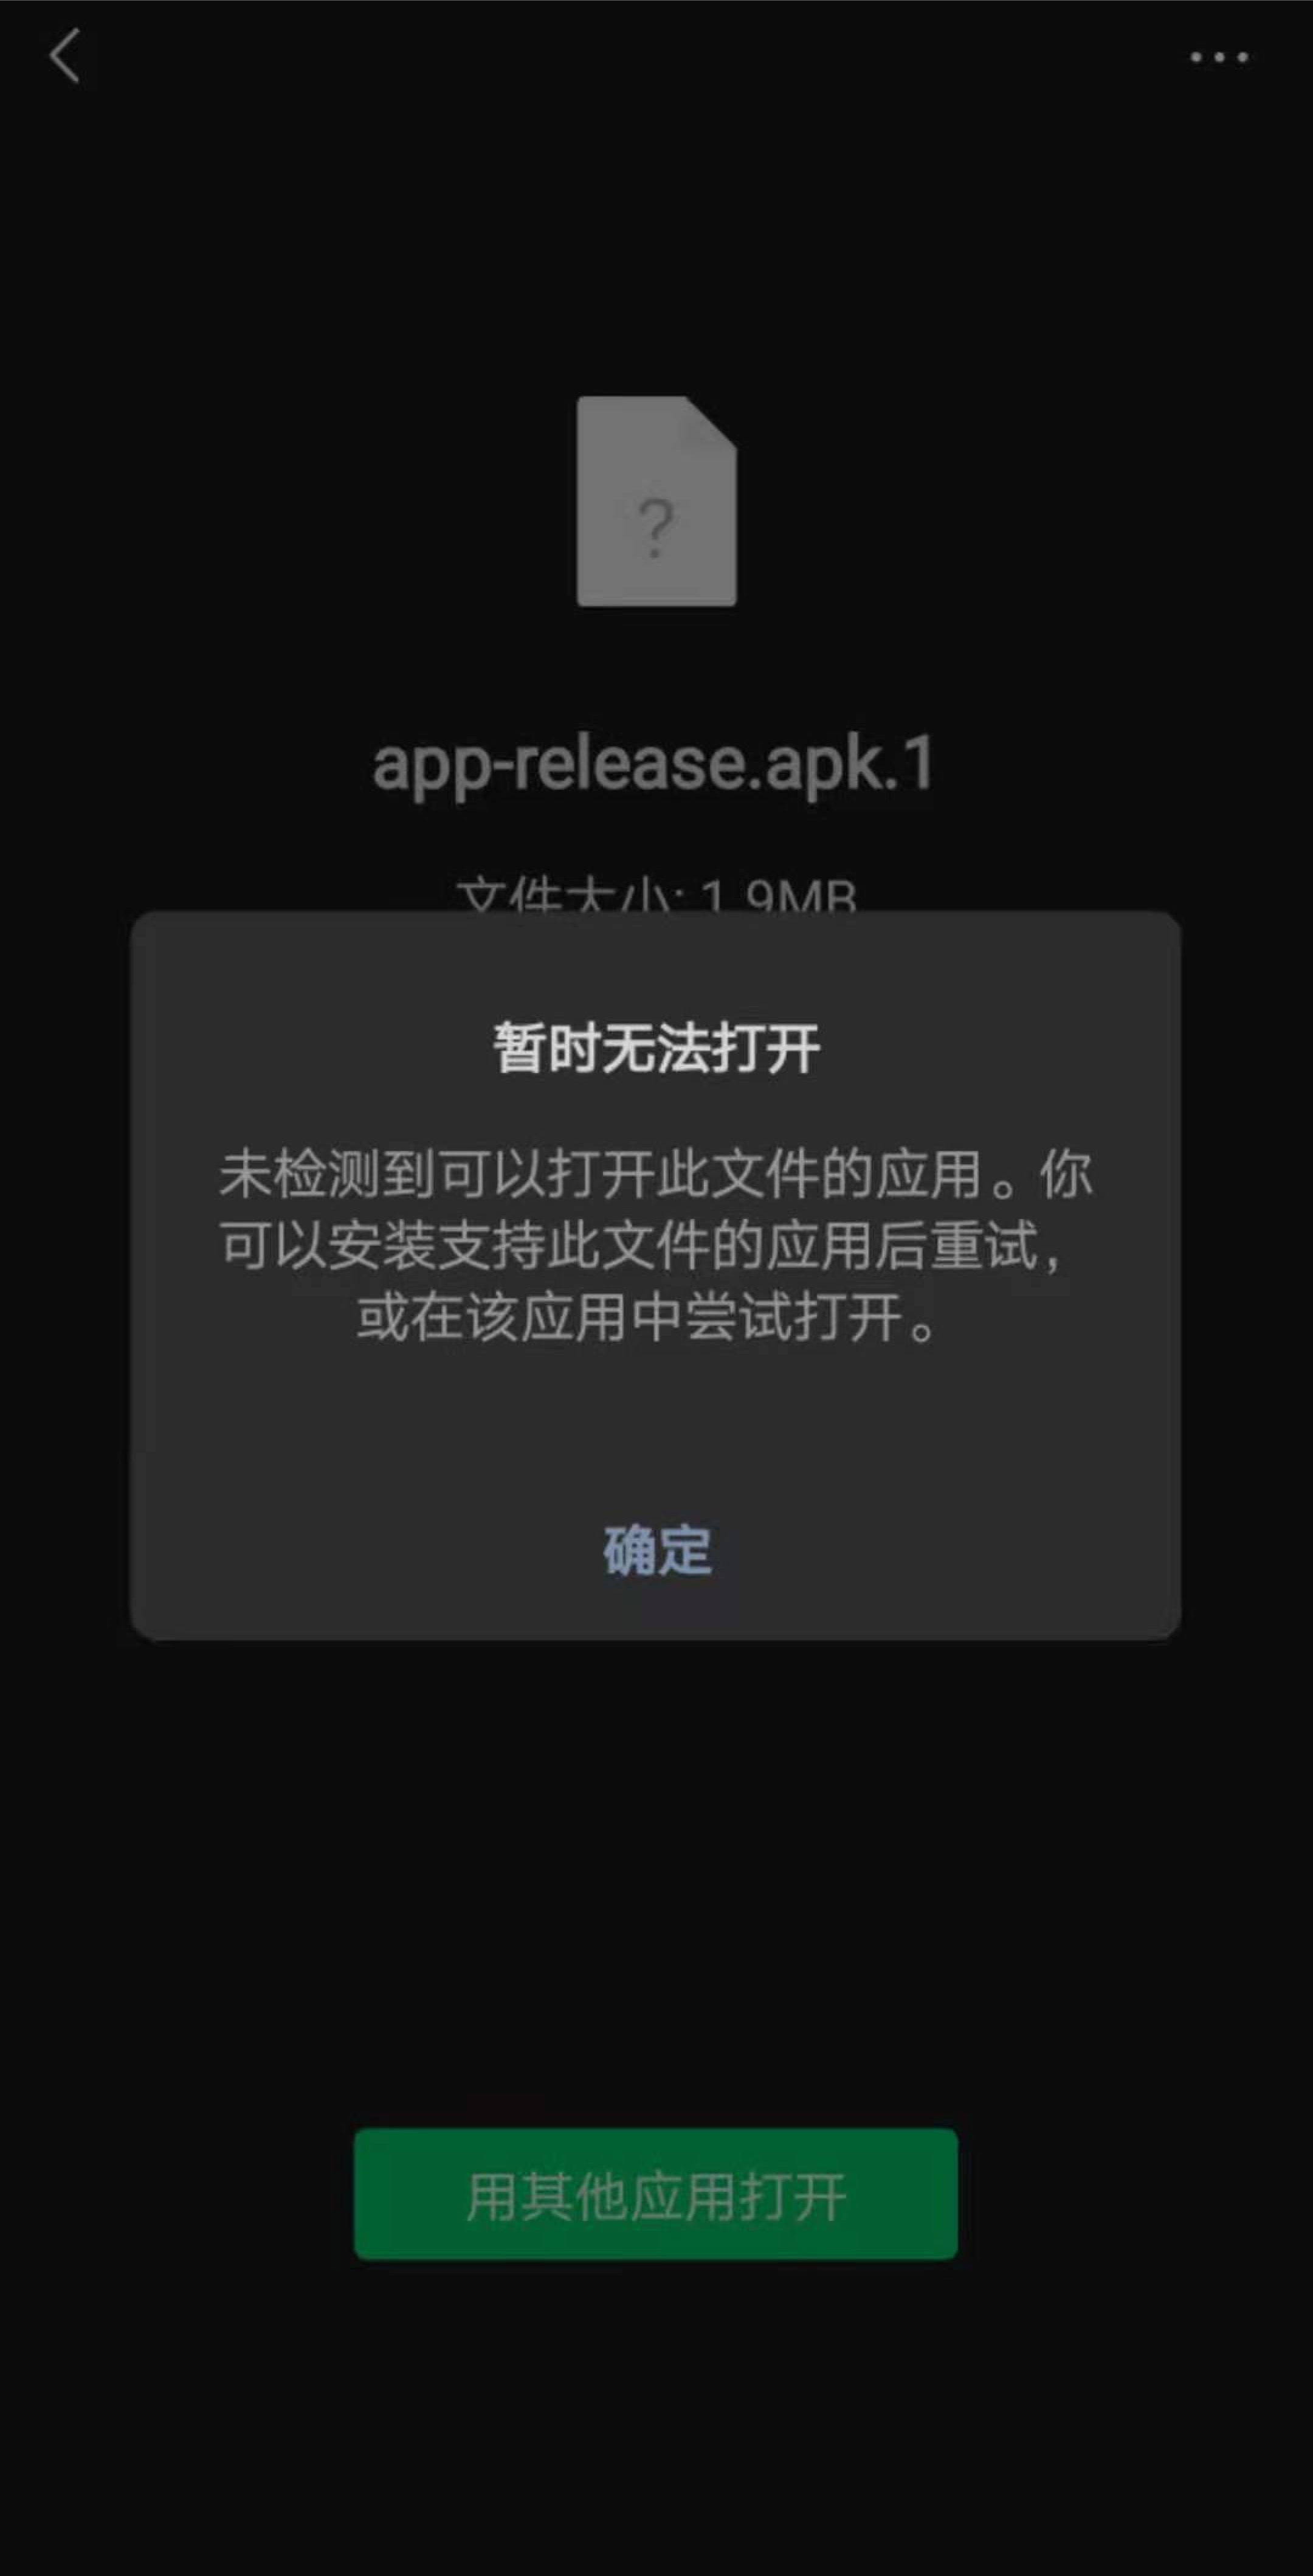 ?
app-release.apk.1
文件大小: 1.9MB
暂时无法打开
未检测到可以打开此文件的应用。你
可以安装支持此文件的应用后重试，
或在该应用中尝试打开。
确定
用其他应用打开